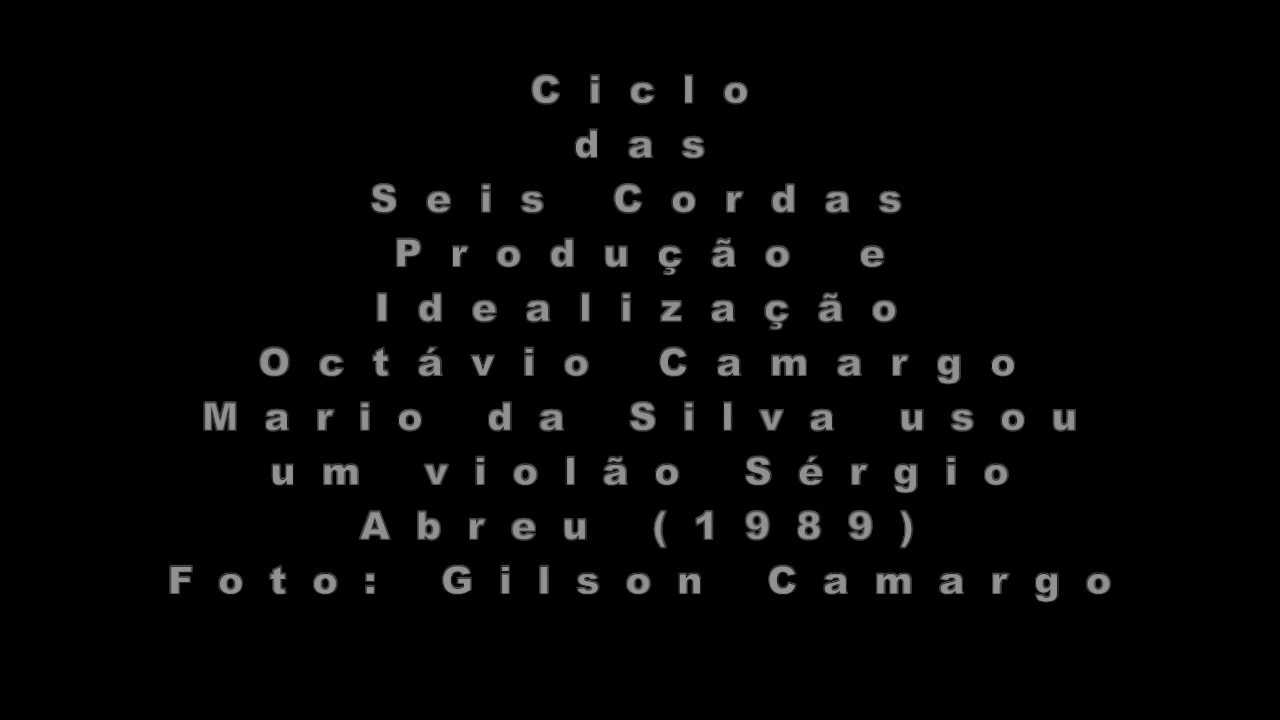 Ciclo
das
Seis Cordas
Produção e
Idealização
Octávio Camargo
Mario da Silva usou
um violão Sérgio
Abreu (1989)
Foto: Gilson Camargo